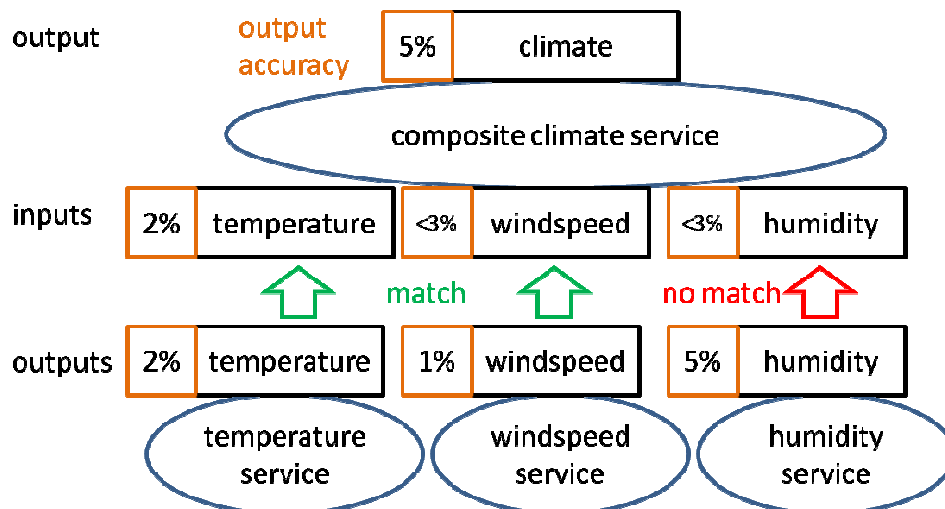 output
output
accuracy
5%
climate
composite climate service
inputs
2%
temperature
<3%
windspeed
<3%
humidity
match
no match
outputs
2%
temperature
1%
windspeed
5%
humidity
temperature
service
windspeed
service
humidity
service